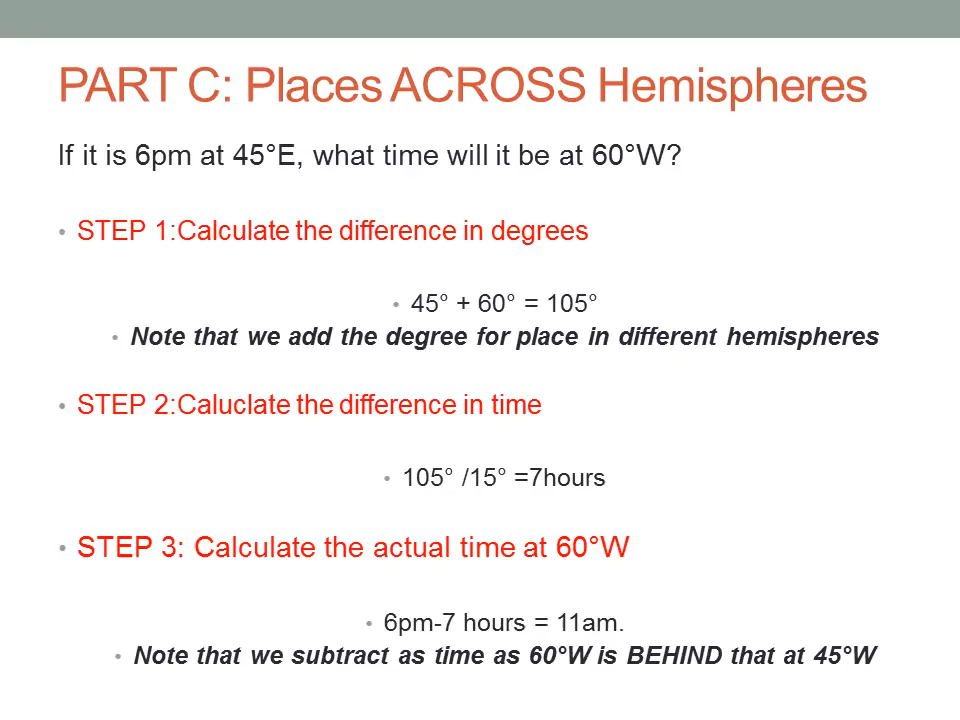 PART C: Places ACROSS Hemispheres
If it is 6pm at 45°E, what time will it be at 60°W?
• STEP 1:Calculate the difference in degrees
• 45° + 60° = 105°
• Note that we add the degree for place in different hemispheres
• STEP 2:Caluclate the difference in time
• 105° /15° =7hours
• STEP 3: Calculate the actual time at 60°W
• 6pm-7 hours = 11am.
• Note that we subtract as time as 60°W is BEHIND that at 45°W